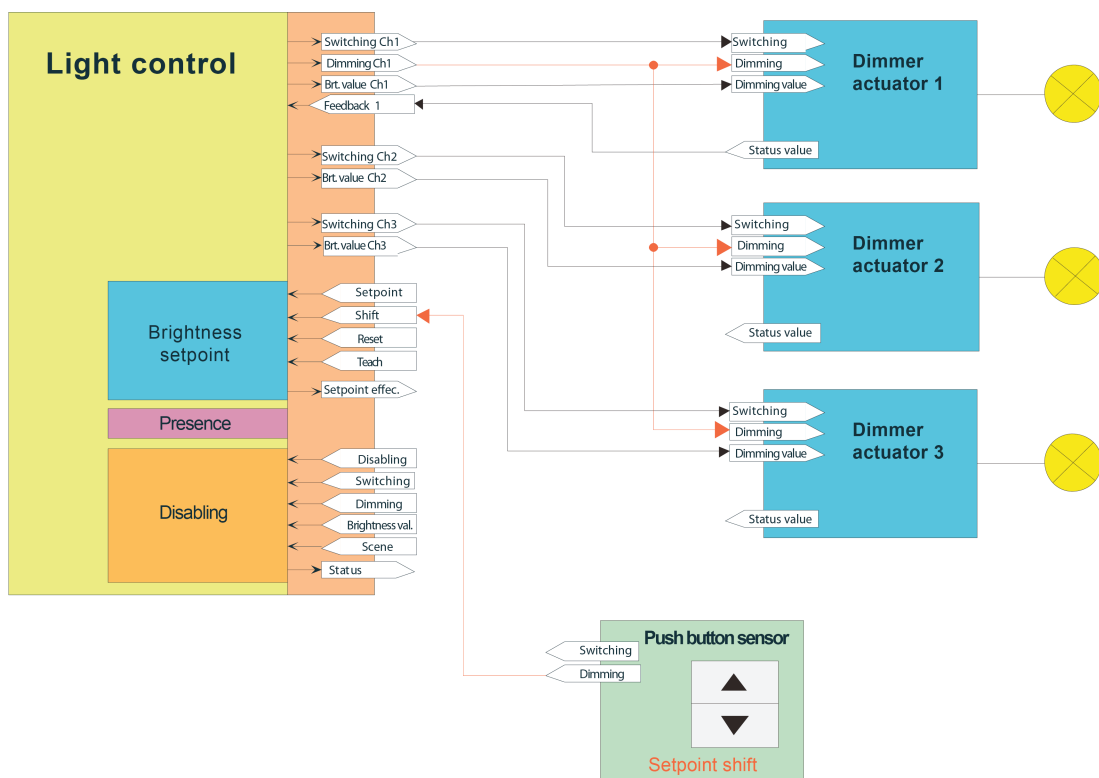 Light control
Switching Ch1
Dimming Ch1
Brt. value Ch1
Feedback 1
Switching Ch2
Brt. value Ch2
Switching Ch3
Brt. value Ch3
Brightness
setpoint
Setpoint
Shift
Reset
Teach
Setpoint effec.
Presence
Disabling
Disabling
Switching
Dimming
Brightness val.
Scene
Status
Switching
Dimming
Dimming value
Status value
Dimmer
actuator 1
Switching
Dimming
Dimming value
Status value
Dimmer
actuator 2
Switching
Dimming
Dimming value
Status value
Dimmer
actuator 3
Push button sensor
Switching
Dimming
Setpoint shift